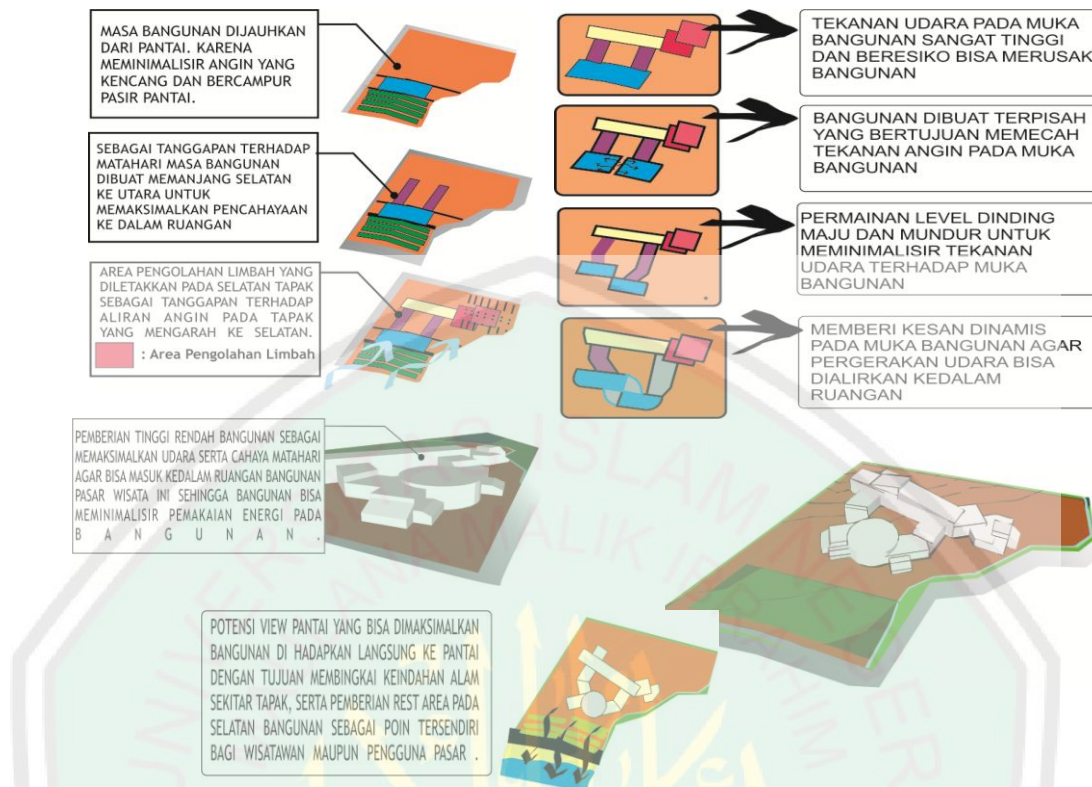 MASA BANGUNAN DIJAUHKAN
DARI PANTAI. KARENA
MEMINIMALISIR ANGIN YANG
KENCANG DAN BERCAMPUR
PASIR PANTAI.
SEBAGAI TANGGAPAN TERHADAP
MATAHARI MASA BANGUNAN
DIBUAT MEMANJANG SELATAN
KE UTARA UNTUK
MEMAKSIMALKAN PENCAHAYAAN
KE DALAM RUANGAN
AREA PENGOLAHAN LIMBAH YANG
DILETAKKAN PADA SELATAN TAPAK
SEBAGAI TANGGAPAN TERHADAP
ALIRAN ANGIN PADA TAPAK
YANG MENGARAH KE SELATAN.
: Area Pengolahan Limbah
TEKANAN UDARA PADA MUKA
BANGUNAN SANGAT TINGGI
DAN BERESIKO BISA MERUSAK
BANGUNAN
BANGUNAN DIBUAT TERPISAH
YANG BERTUJUAN MEMECAH
TEKANAN ANGIN PADA MUKA
BANGUNAN
PERMAINAN LEVEL DINDING
MAJU DAN MUNDUR UNTUK
MEMINIMALISIR TEKANAN
UDARA TERHADAP MUKA
BANGUNAN
MEMBERI KESAN DINAMIS
PADA MUKA BANGUNAN AGAR
PERGERAKAN UDARA BISA
DIALIRKAN KEDALAM
RUANGAN
PEMBERIAN TINGGI RENDAH BANGUNAN SEBAGAI
MEMAKSIMALKAN UDARA SERTA CAHAYA MATAHARI
AGAR BISA MASUK KEDALAM RUANGAN BANGUNAN
PASAR WISATA INI SEHINGGA BANGUNAN BISA
MEMINIMALISIR PEMAKAIAN ENERGI PADA
B A N G U N A N .
POTENSI VIEW PANTAI YANG BISA DIMAKSIMALKAN
BANGUNAN DI HADAPKAN LANGSUNG KE PANTAI
DENGAN TUJUAN MEMBINGKAI KEINDAHAN ALAM
SEKITAR TAPAK, SERTA PEMBERIAN REST AREA PADA
SELATAN BANGUNAN SEBAGAI POIN TERSENDIRI
BAGI WISATAWAN MAUPUN PENGGUNA PASAR .